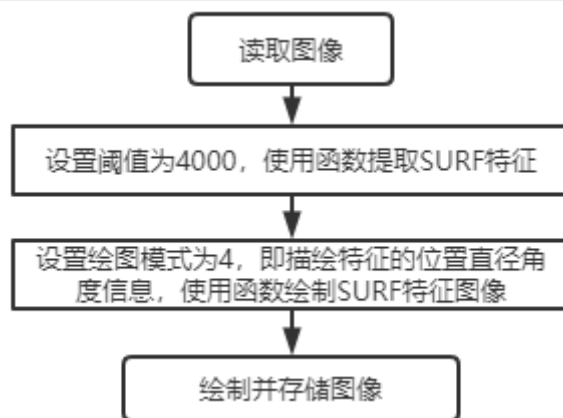 读取图像
设置阈值为4000，使用函数提取SURF特征
设置绘图模式为4，即描绘特征的位置直径角
度信息，使用函数绘制SURF特征图像
绘制并存储图像